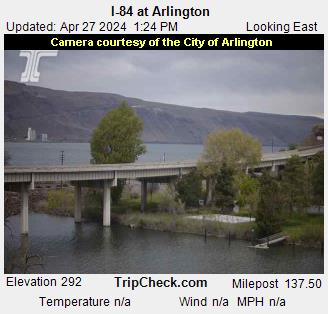 I-84 at Arlington
Updated: Apr 27 2024 1:24 PM Looking East
Camera courtesy of the City of Arlington
Elevation 292 TripCheck.com Milepost 137.50
Temperature n/a Wind n/a MPH n/a